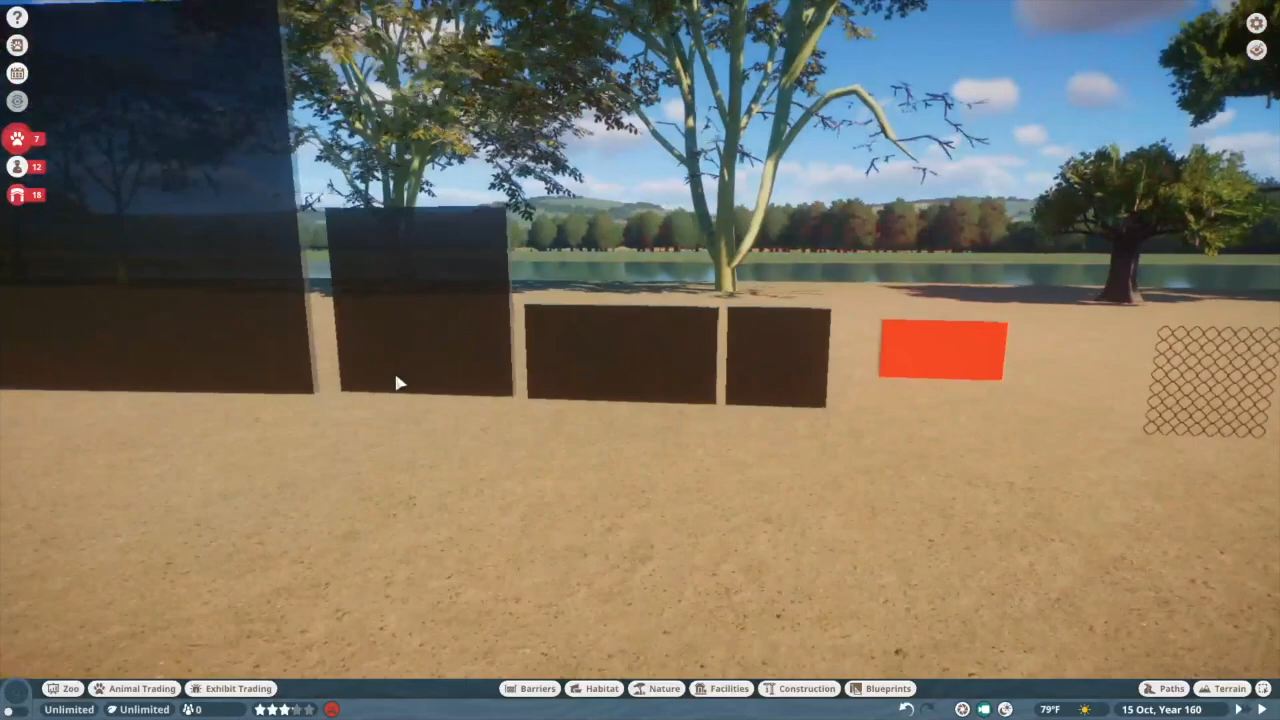 ?
7
12
18
Zoo Animal Trading Exhibit Trading Barriers Habitat Nature Facilities Construction Blueprints Paths Terrain
Unlimited Unlimited 0 79°F 15 Oct, Year 160